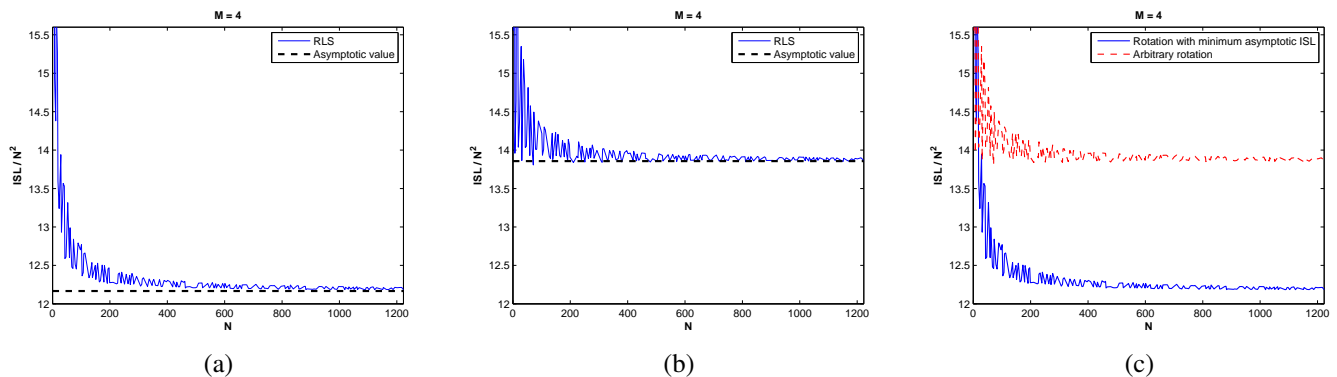 M = 4
15.5
15
14.5
14
13.5
13
12.5
12
ISL / N²
0 200 400 600 800 1000 1200
N
RLS
Asymptotic value
(a)
M = 4
15.5
15
14.5
14
13.5
13
12.5
12
ISL / N²
0 200 400 600 800 1000 1200
N
RLS
Asymptotic value
(b)
M = 4
15.5
15
14.5
14
13.5
13
12.5
12
ISL / N²
0 200 400 600 800 1000 1200
N
Rotation with minimum asymptotic ISL
Arbitrary rotation
(c)